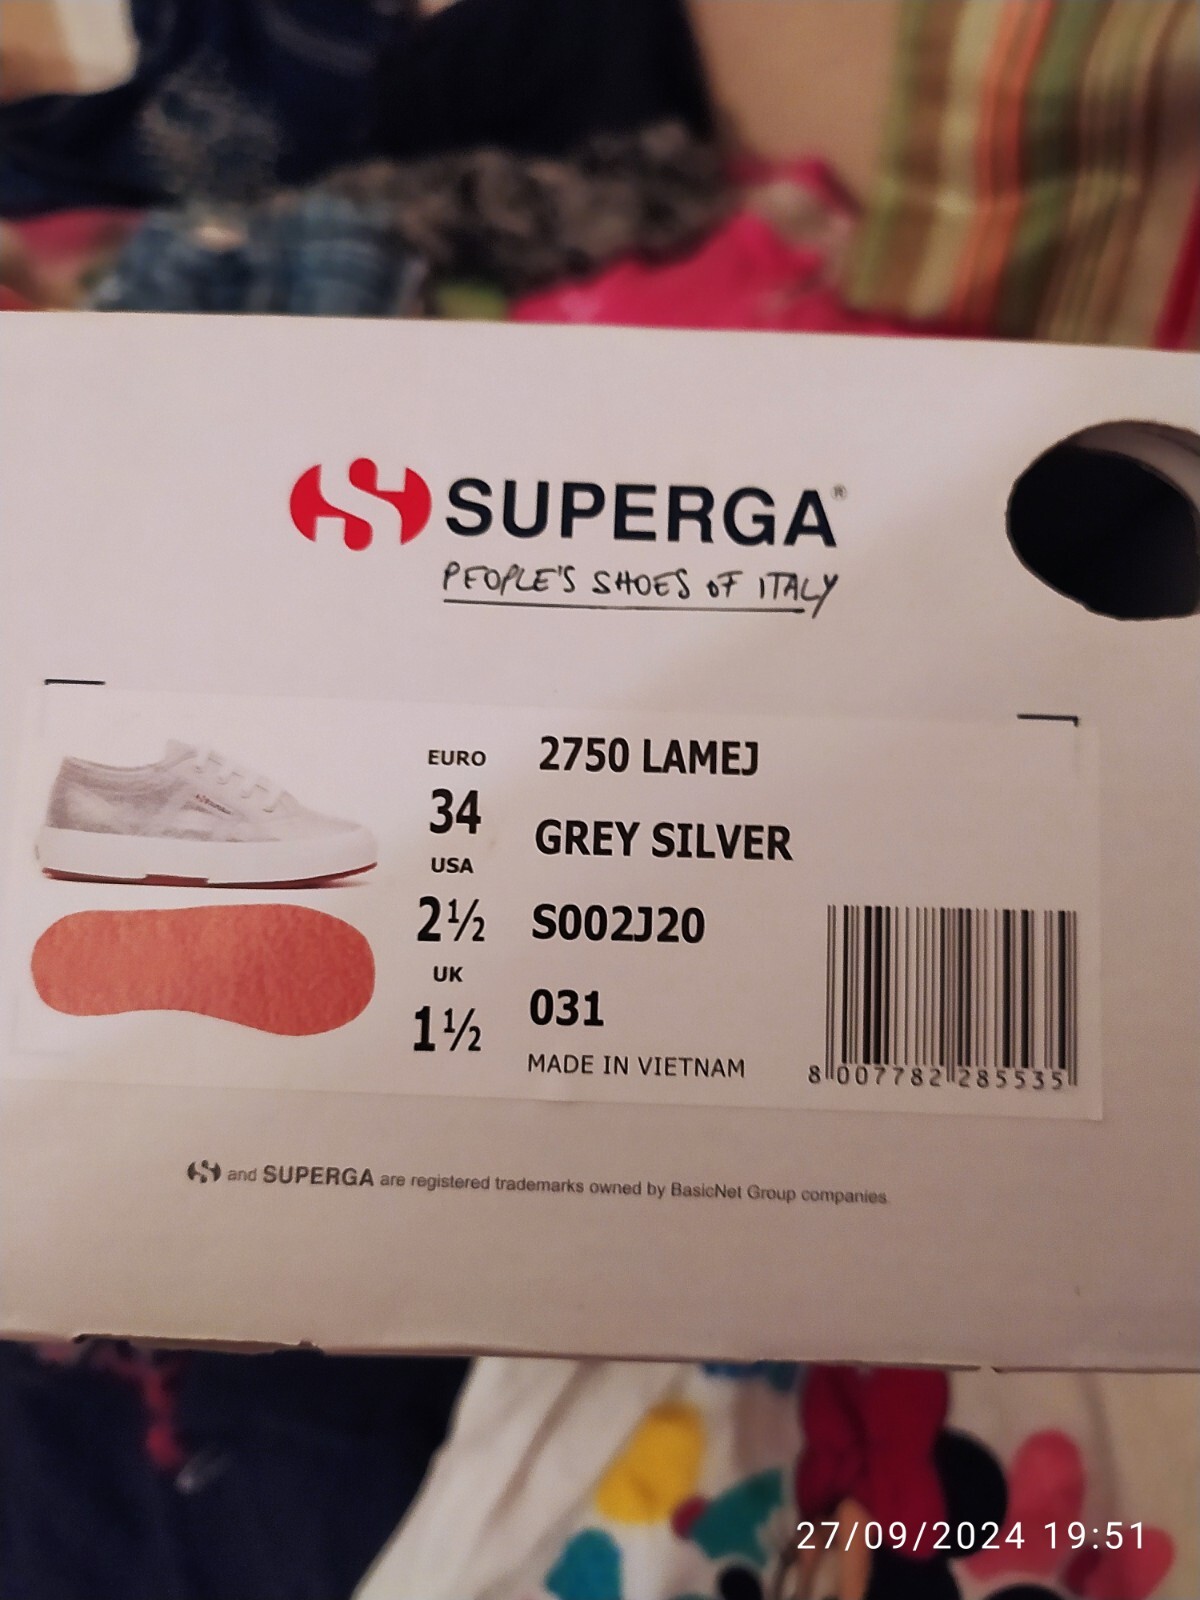 SUPERGA®
PEOPLE'S SHOES OF ITALY
EURO
34
USA
2½
UK
1½
2750 LAMEJ
GREY SILVER
S002J20
031
MADE IN VIETNAM
8 007782 285535
and SUPERGA are registered trademarks owned by BasicNet Group companies
27/09/2024 19:51